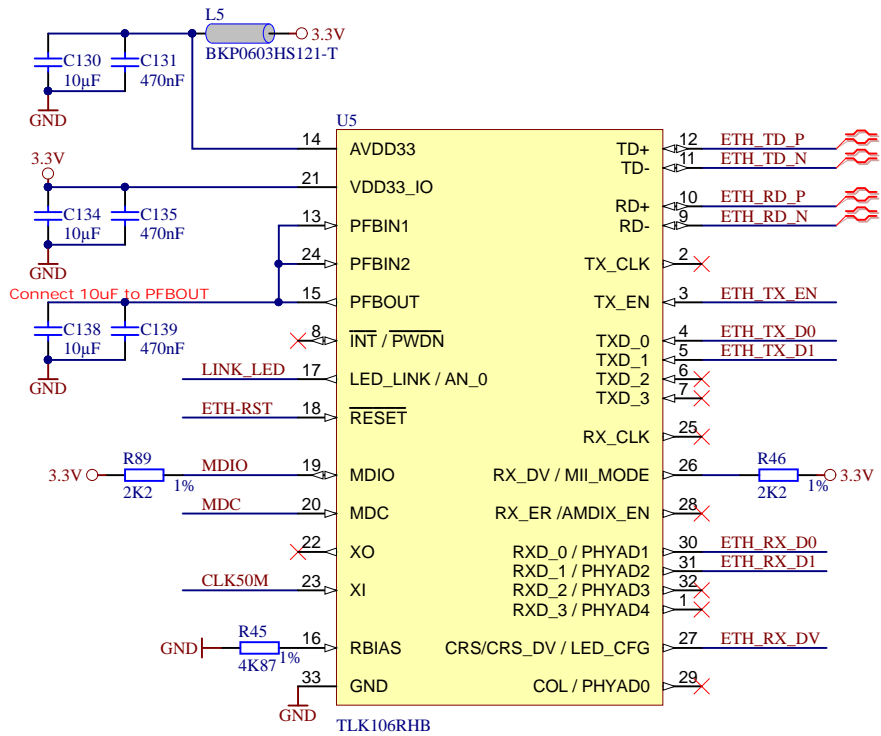 L5
3.3V
BKP0603HS121-T
C130
10µF
C131
470nF
GND
3.3V
C134
10µF
C135
470nF
GND
Connect 10uF to PFBOUT
C138
10µF
C139
470nF
GND
U5
14 AVDD33
21 VDD33_IO
13 PFBIN1
24 PFBIN2
15 PFBOUT
8 INT / PWDN
LINK_LED 17 LED_LINK / AN_0
ETH-RST 18 RESET
3.3V R89 2K2 1% MDIO 19 MDIO
MDC 20 MDC
22 XO
CLK50M 23 XI
GND R45 4K87 1% 16 RBIAS
33 GND
GND
TD+ 12 ETH_TD_P
TD- 11 ETH_TD_N
RD+ 10 ETH_RD_P
RD- 9 ETH_RD_N
TX_CLK 2
TX_EN 3 ETH_TX_EN
TXD_0 4 ETH_TX_D0
TXD_1 5 ETH_TX_D1
TXD_2 6
TXD_3 7
RX_CLK 25
RX_DV / MII_MODE 26 R46 2K2 1% 3.3V
RX_ER /AMDIX_EN 28
RXD_0 / PHYAD1 30 ETH_RX_D0
RXD_1 / PHYAD2 31 ETH_RX_D1
RXD_2 / PHYAD3 32
RXD_3 / PHYAD4 1
CRS/CRS_DV / LED_CFG 27 ETH_RX_DV
COL / PHYAD0 29
TLK106RHB